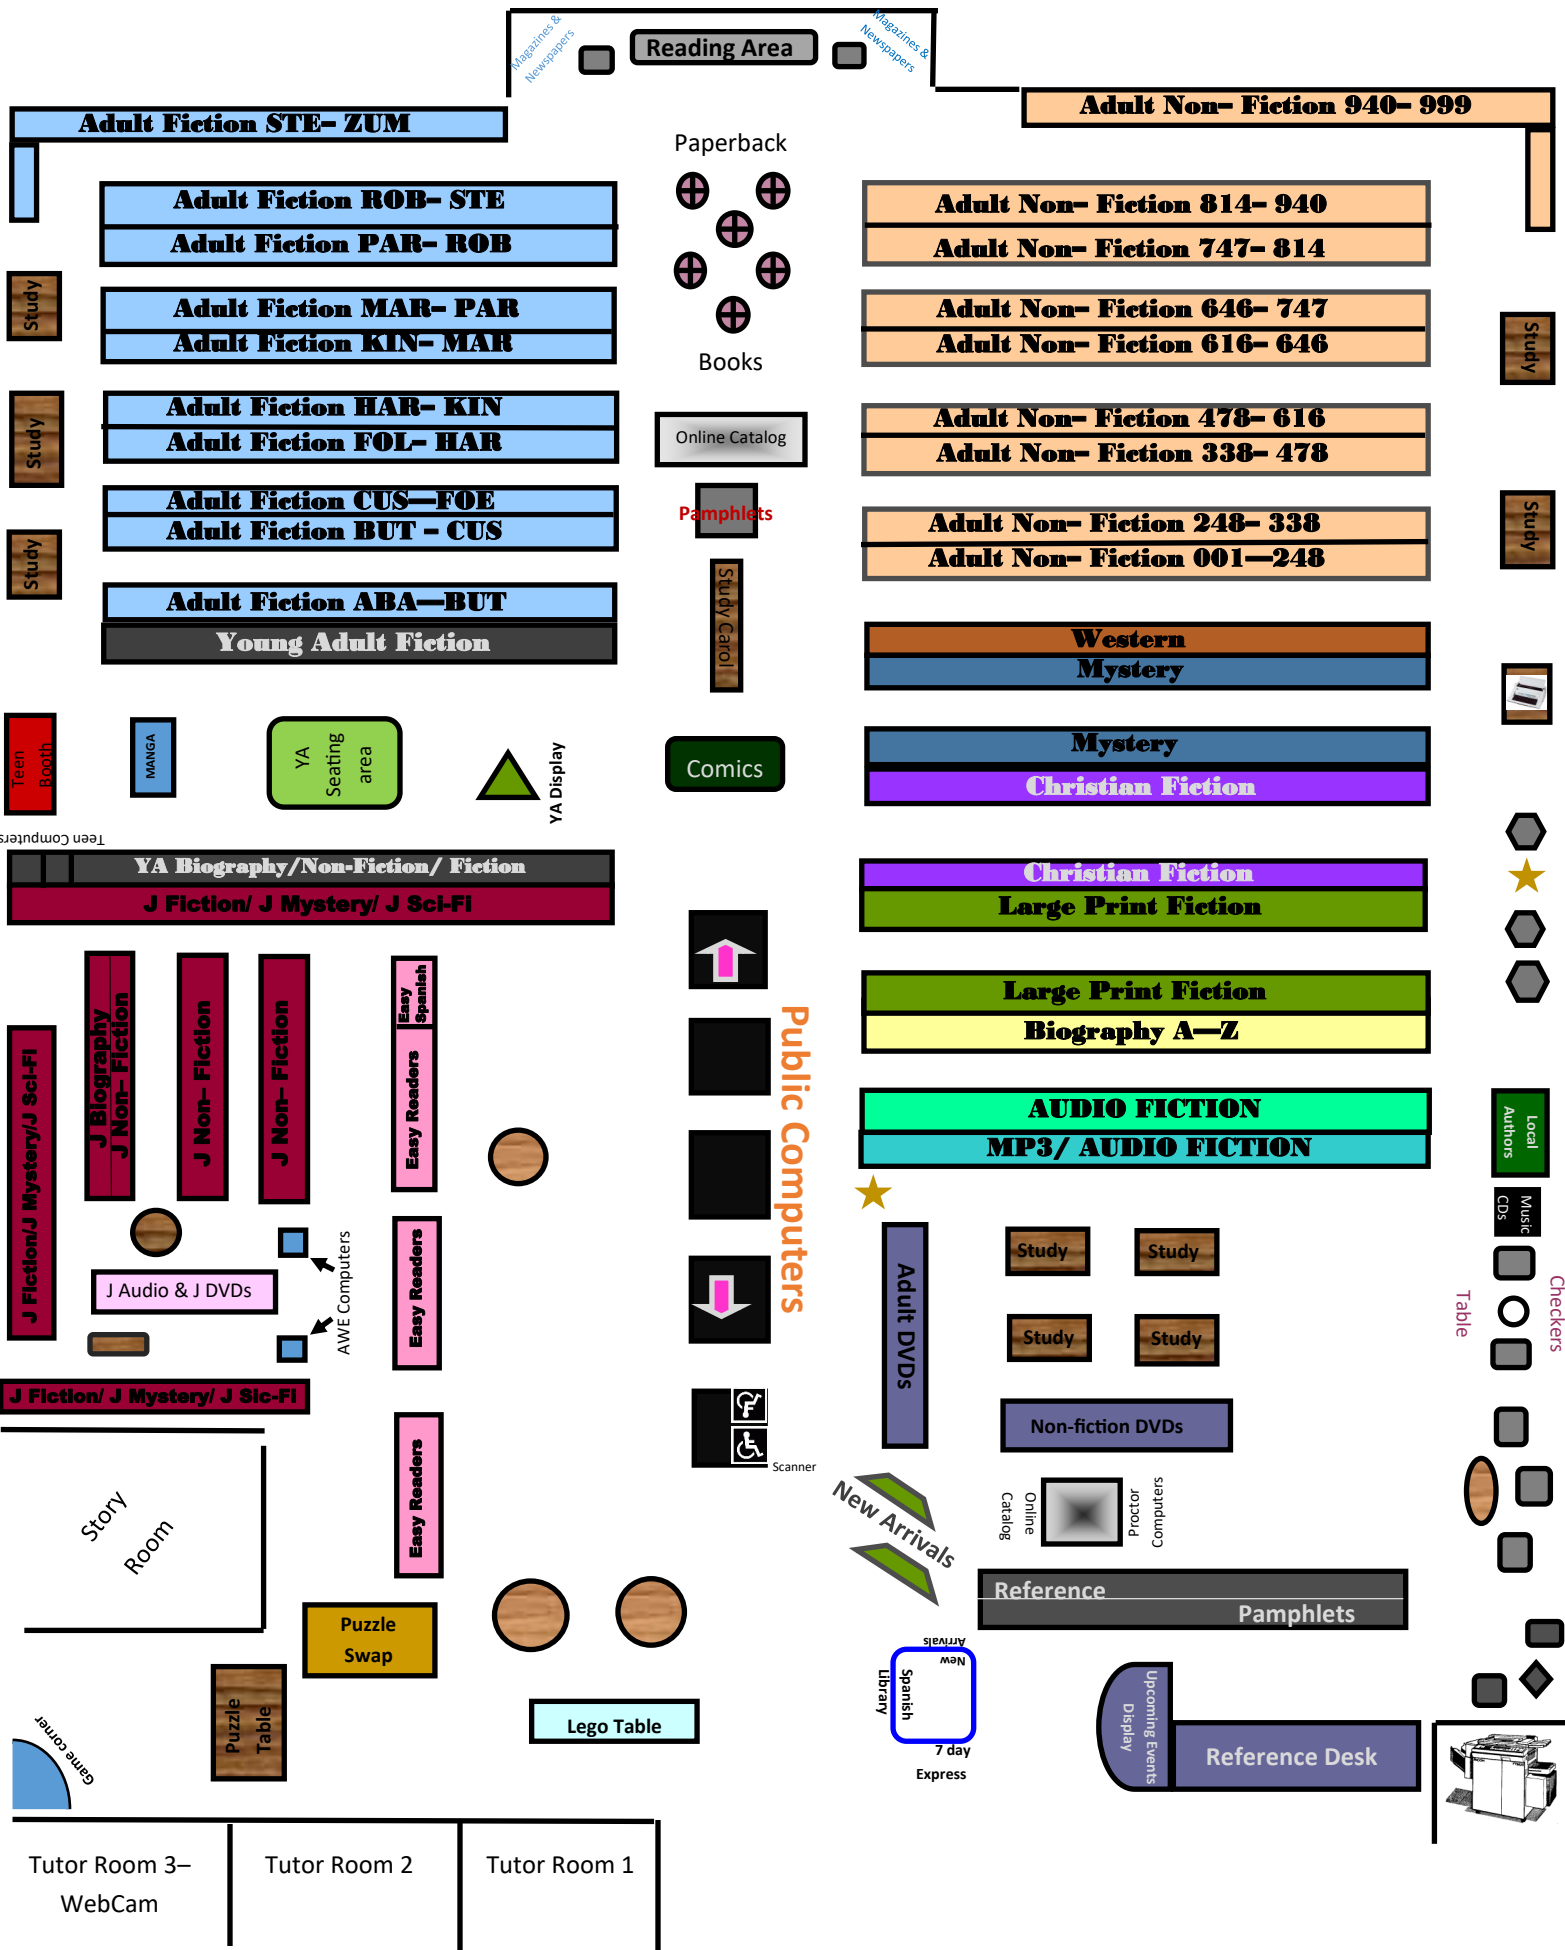 Magazines &
Newspapers
Reading Area
Magazines &
Newspapers
Adult Fiction STE– ZUM
Adult Non– Fiction 940– 999
Paperback
Books
Adult Fiction ROB– STE
Adult Fiction PAR– ROB
Adult Non– Fiction 814– 940
Adult Non– Fiction 747– 814
Study
Adult Fiction MAR– PAR
Adult Fiction KIN– MAR
Adult Non– Fiction 646– 747
Adult Non– Fiction 616– 646
Study
Study
Adult Fiction HAR– KIN
Adult Fiction FOL– HAR
Online Catalog
Adult Non– Fiction 478– 616
Adult Non– Fiction 338– 478
Study
Adult Fiction CUS—FOE
Adult Fiction BUT – CUS
Pamphlets
Adult Non– Fiction 248– 338
Adult Non– Fiction 001—248
Study
Adult Fiction ABA—BUT
Young Adult Fiction
Study Carol
Western
Mystery
Teen
Booth
MANGA
YA
Seating
area
YA Display
Comics
Mystery
Christian Fiction
Teen Computers
YA Biography/Non-Fiction/ Fiction
J Fiction/ J Mystery/ J Sci-Fi
Christian Fiction
Large Print Fiction
J Fiction/J Mystery/J Sci-Fi
J Biography
J Non– Fiction
J Non– Fiction
J Non– Fiction
Easy
Spanish
Easy Readers
Public Computers
Large Print Fiction
Biography A—Z
AUDIO FICTION
MP3/ AUDIO FICTION
Local
Authors
Music
CDs
J Audio & J DVDs
AWE Computers
Easy Readers
Adult DVDs
Study
Study
Study
Study
Checkers
Table
J Fiction/ J Mystery/ J Sic-Fi
Easy Readers
Scanner
Non-fiction DVDs
Story
Room
New Arrivals
Online
Catalog
Proctor
Computers
Reference
Pamphlets
Puzzle
Swap
Puzzle
Table
Lego Table
New
Arrivals
Spanish
Library
7 day
Express
Upcoming Events
Display
Reference Desk
Game corner
Tutor Room 3–
WebCam
Tutor Room 2
Tutor Room 1